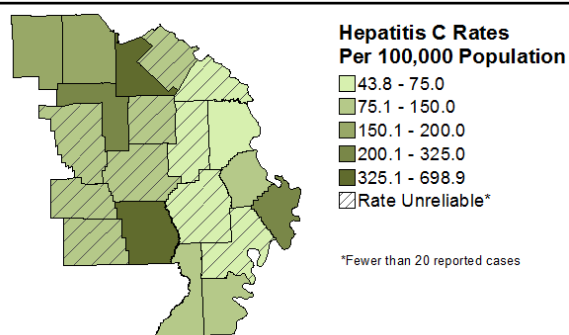 Hepatitis C Rates
Per 100,000 Population
43.8 - 75.0
75.1 - 150.0
150.1 - 200.0
200.1 - 325.0
325.1 - 698.9
Rate Unreliable*
*Fewer than 20 reported cases